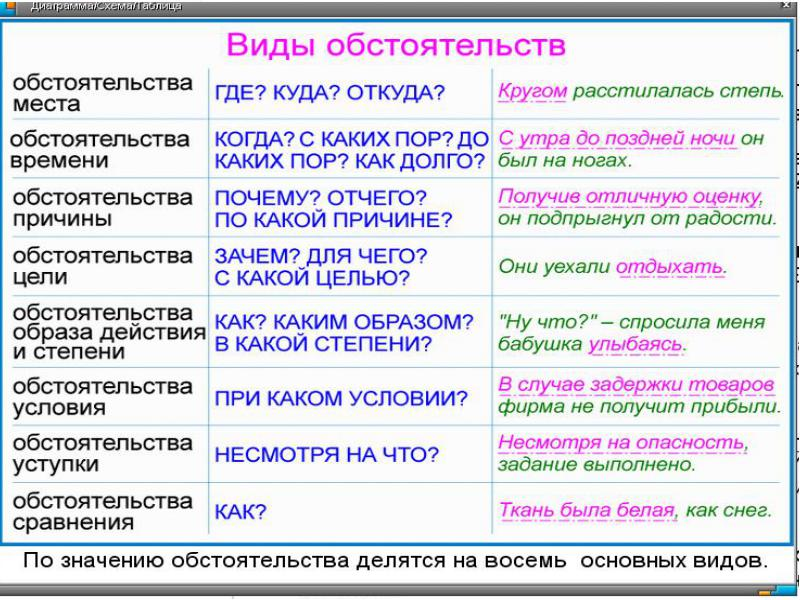 Диаграмма/Схема/Таблица
Виды обстоятельств
обстоятельства
места
ГДЕ? КУДА? ОТКУДА?
Кругом расстилалась степь.
обстоятельства
времени
КОГДА? С КАКИХ ПОР? ДО
КАКИХ ПОР? КАК ДОЛГО?
С утра до поздней ночи он
был на ногах.
обстоятельства
причины
ПОЧЕМУ? ОТЧЕГО?
ПО КАКОЙ ПРИЧИНЕ?
Получив отличную оценку,
он подпрыгнул от радости.
обстоятельства
цели
ЗАЧЕМ? ДЛЯ ЧЕГО?
С КАКОЙ ЦЕЛЬЮ?
Они уехали отдыхать.
обстоятельства
образа действия
и степени
КАК? КАКИМ ОБРАЗОМ?
В КАКОЙ СТЕПЕНИ?
"Ну что?" – спросила меня
бабушка улыбаясь.
обстоятельства
условия
ПРИ КАКОМ УСЛОВИИ?
В случае задержки товаров
фирма не получит прибыли.
обстоятельства
уступки
НЕСМОТРЯ НА ЧТО?
Несмотря на опасность,
задание выполнено.
обстоятельства
сравнения
КАК?
Ткань была белая, как снег.
По значению обстоятельства делятся на восемь основных видов.